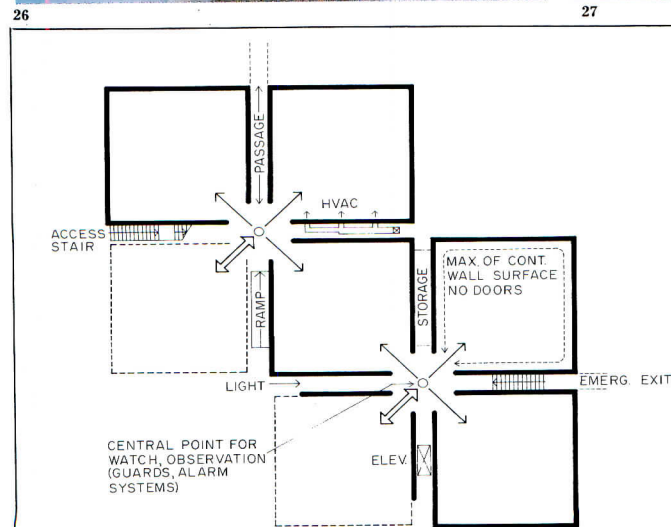 26
27
PASSAGE
HVAC
ACCESS
STAIR
MAX. OF CONT.
WALL SURFACE
NO DOORS
STORAGE
RAMP
LIGHT
EMERG. EXIT
CENTRAL POINT FOR
WATCH, OBSERVATION
(GUARDS, ALARM
SYSTEMS)
ELEV.